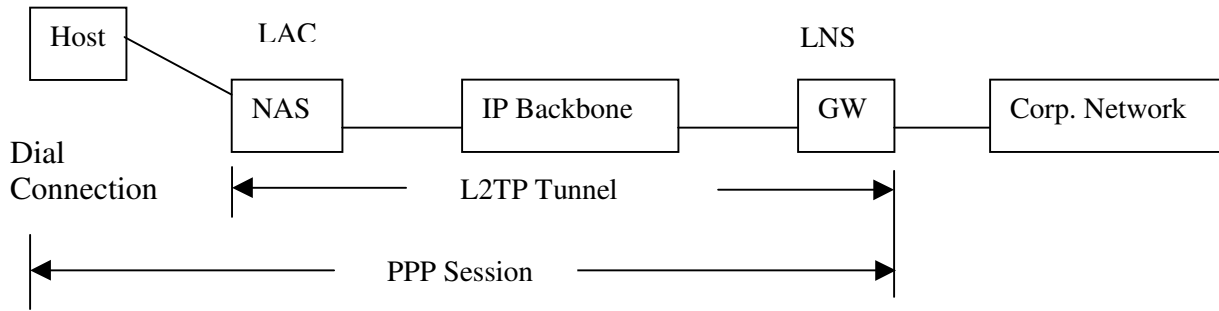 Host
LAC
LNS
NAS
IP Backbone
GW
Corp. Network
Dial
Connection
L2TP Tunnel
PPP Session